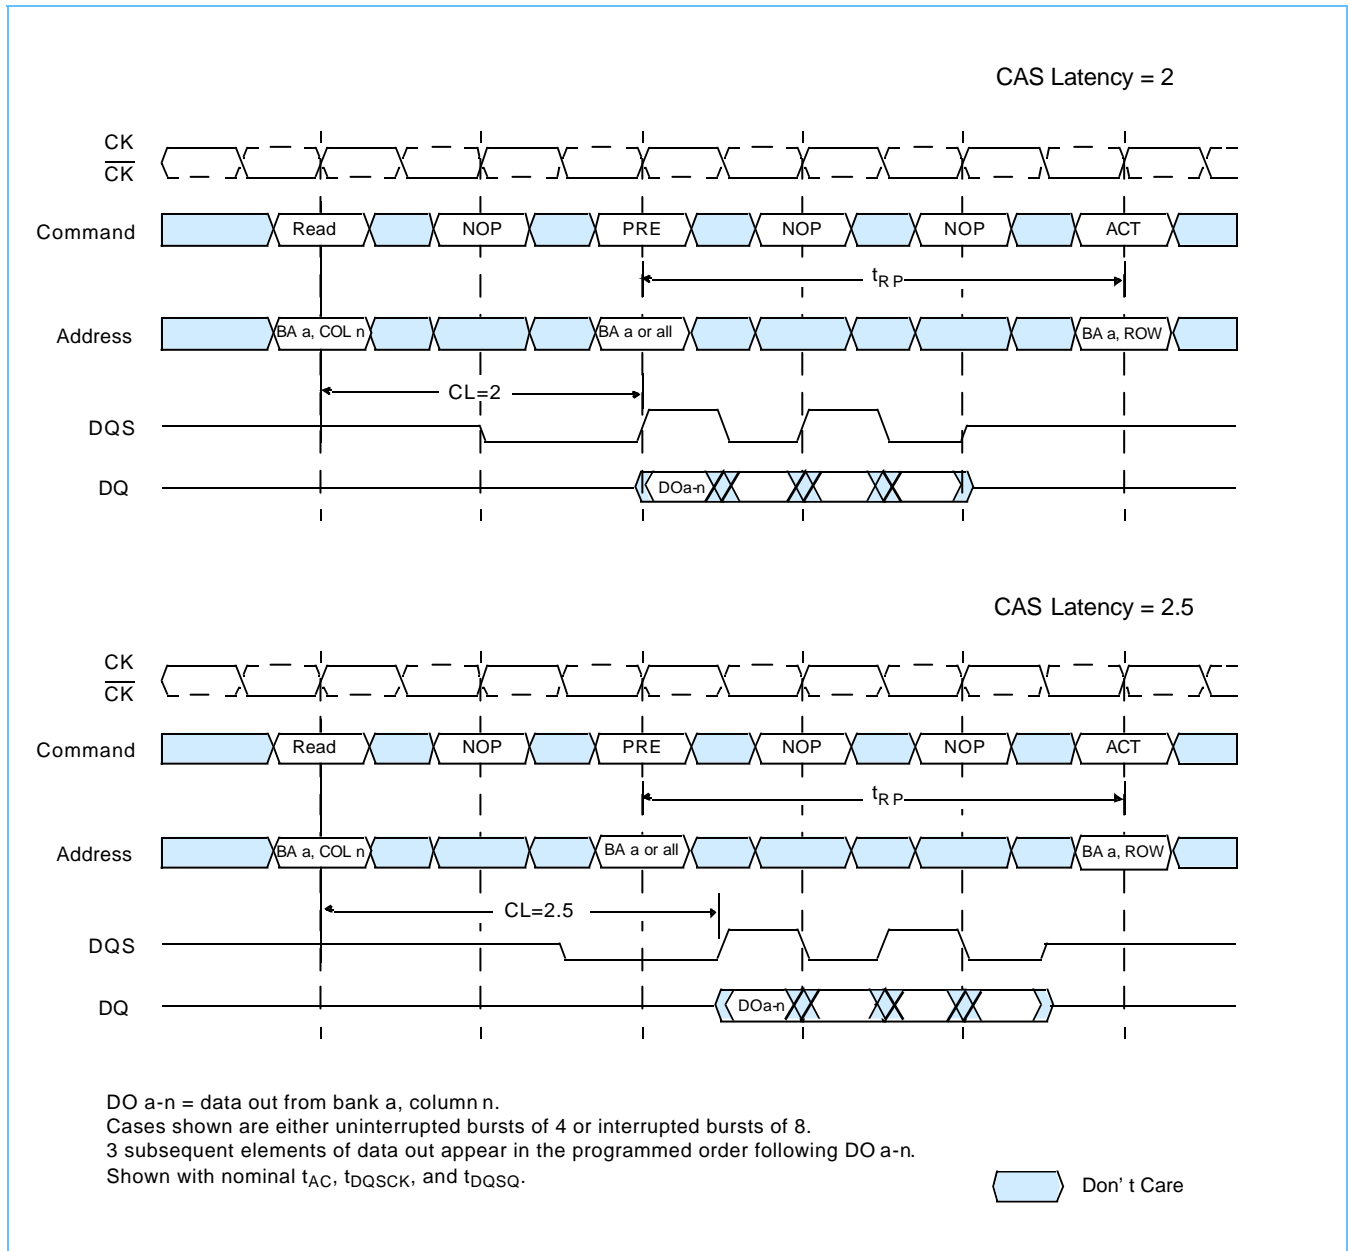 CAS Latency = 2
CK
CK
Command Read NOP PRE NOP NOP ACT
tRP
Address BA a, COL n BA a or all BA a, ROW
CL=2
DQS
DQ DOa-n
CAS Latency = 2.5
CK
CK
Command Read NOP PRE NOP NOP ACT
tRP
Address BA a, COL n BA a or all BA a, ROW
CL=2.5
DQS
DQ DOa-n
DO a-n = data out from bank a, column n.
Cases shown are either uninterrupted bursts of 4 or interrupted bursts of 8.
3 subsequent elements of data out appear in the programmed order following DO a-n.
Shown with nominal tAC, tDQSCK, and tDQSQ.
Don't Care